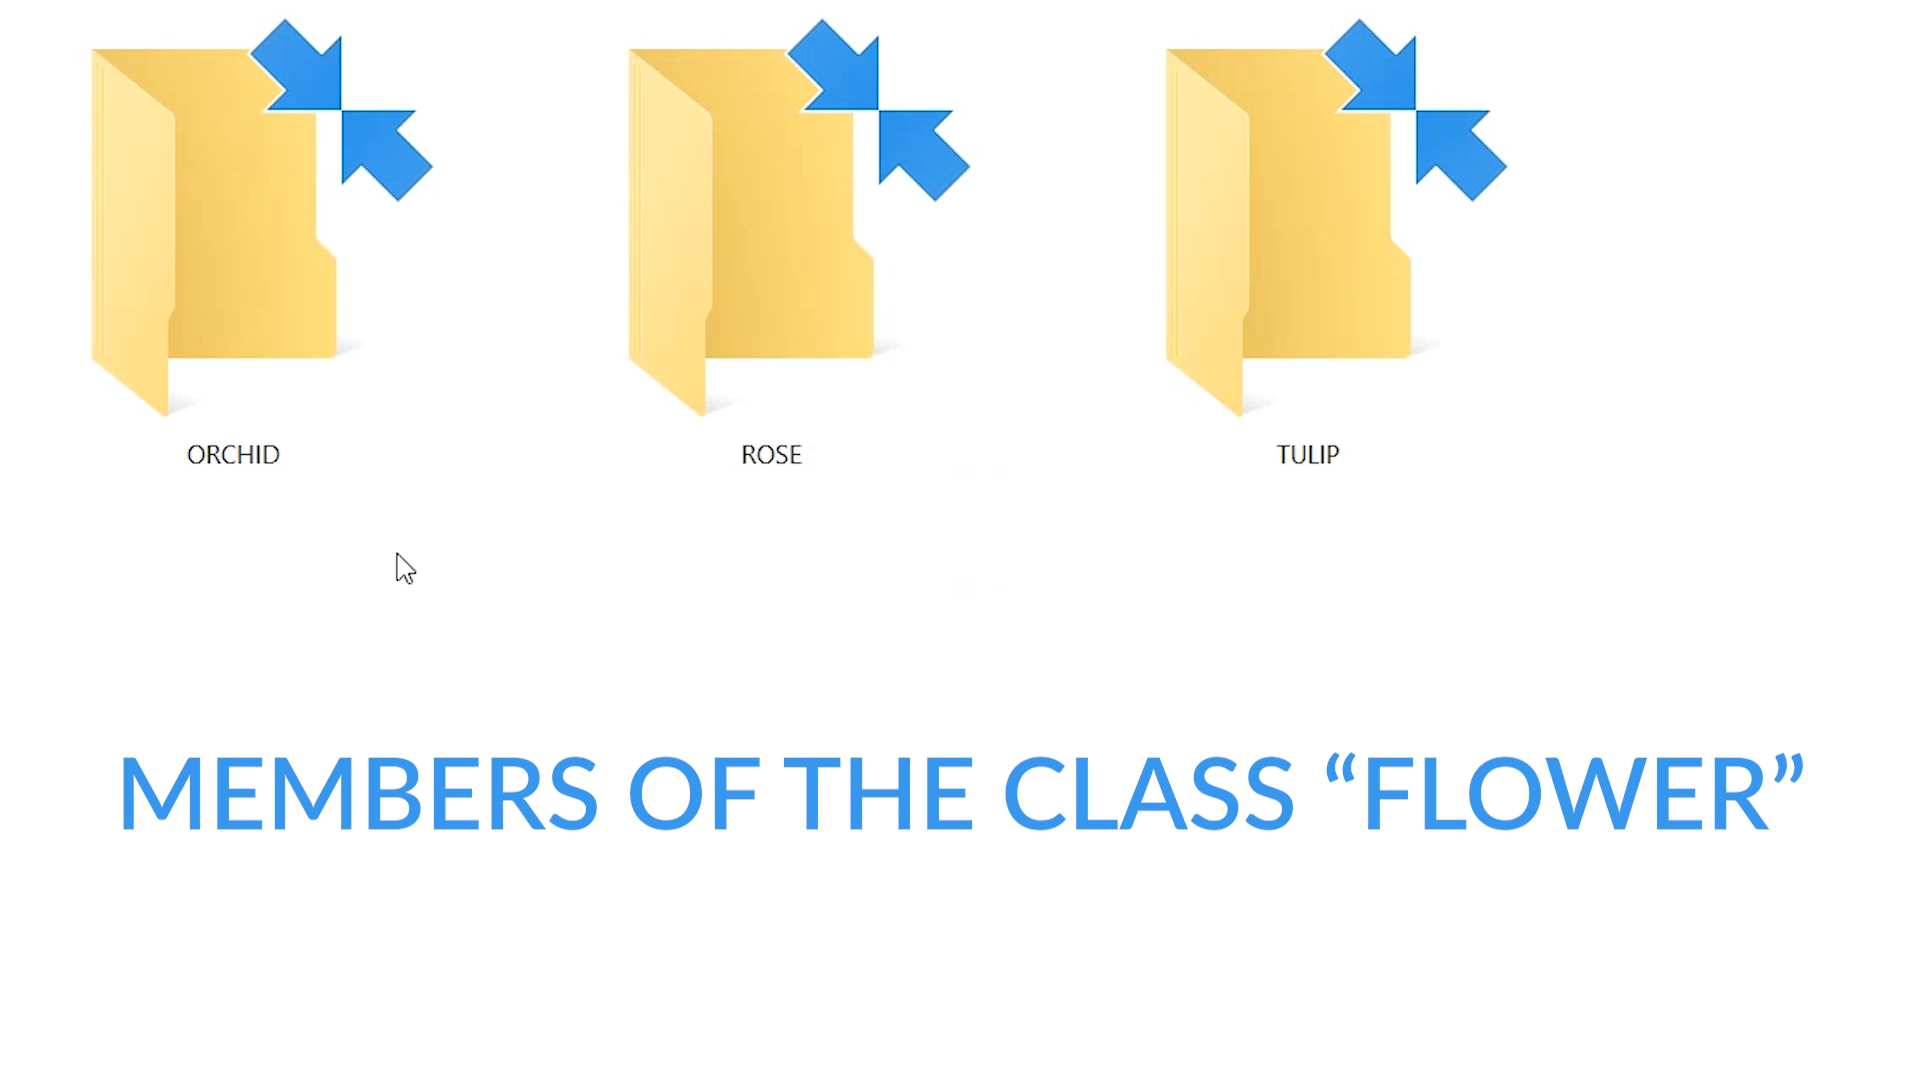 ORCHID
ROSE
TULIP
MEMBERS OF THE CLASS “FLOWER”